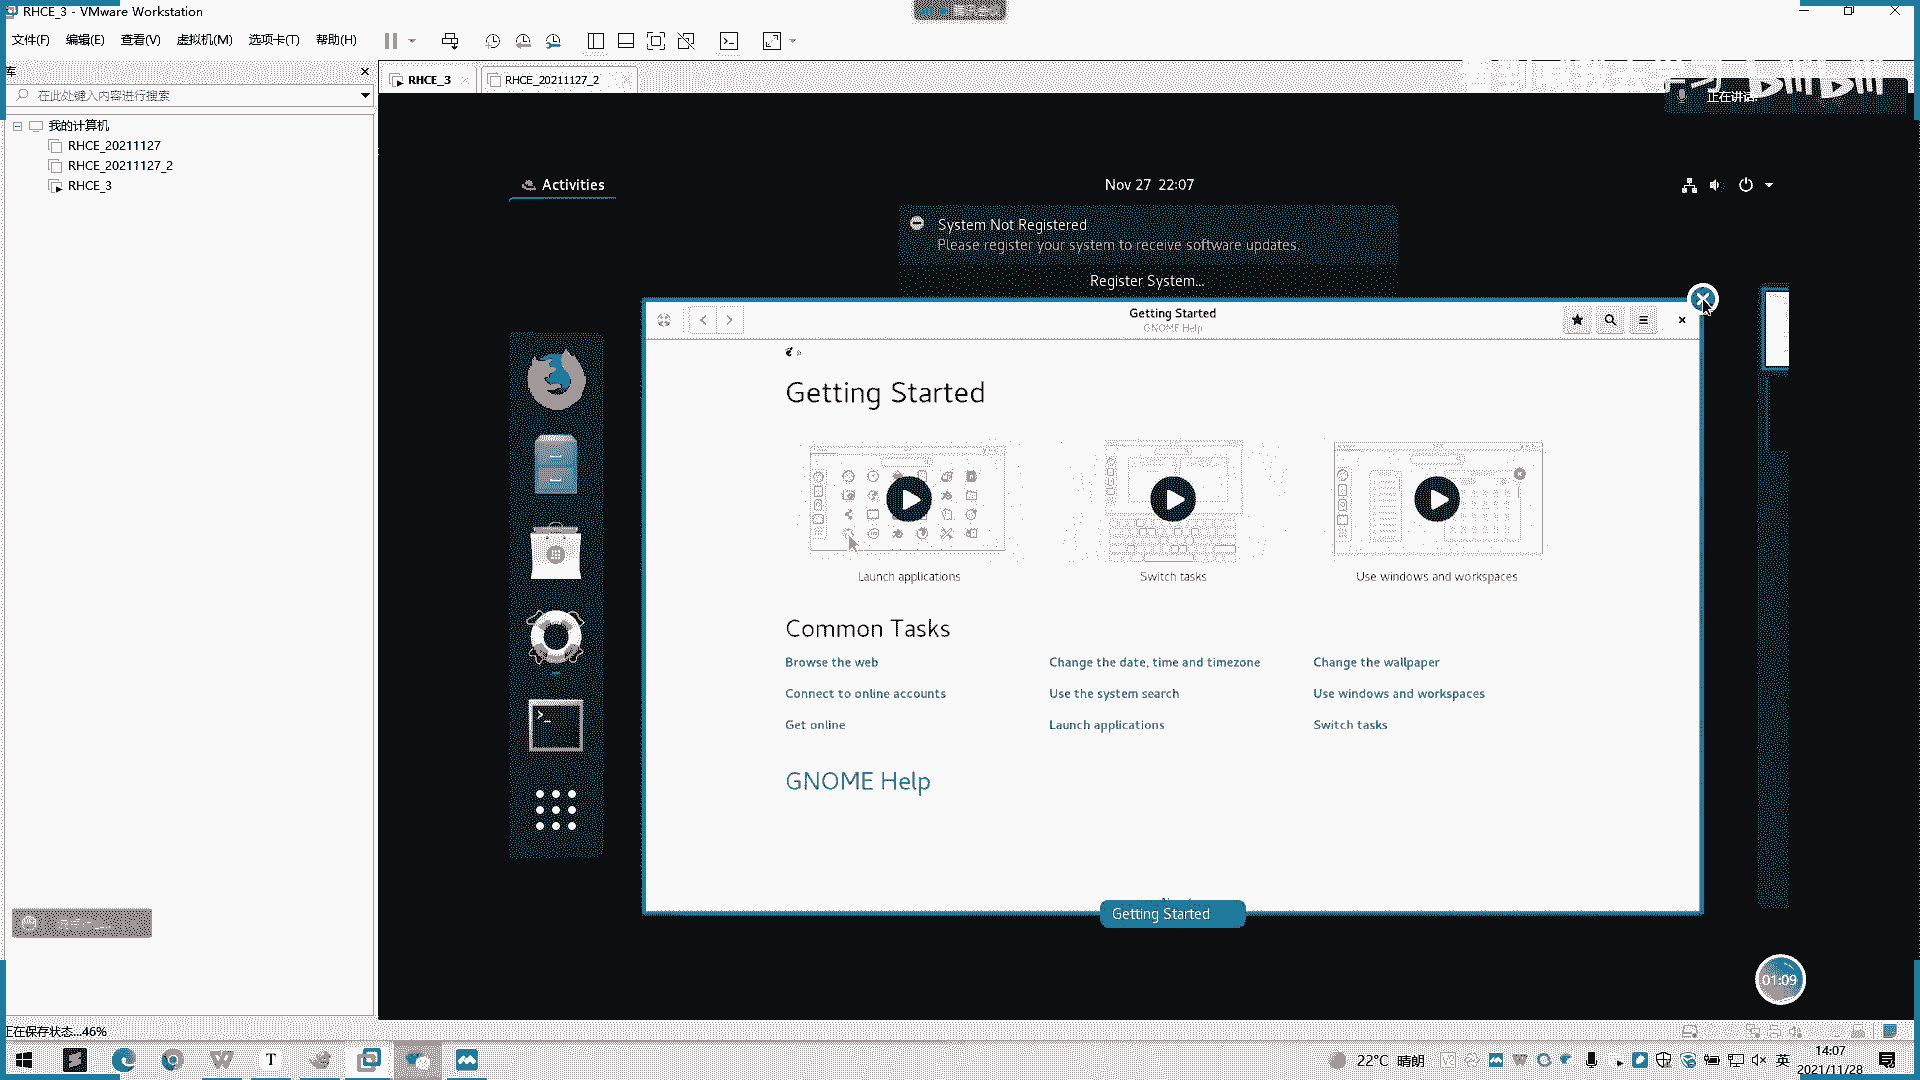 RHCE_3 - VMware Workstation
文件(F) 编辑(E) 查看(V) 虚拟机(M) 选项卡(T) 帮助(H)
库
在此处键入内容进行搜索
我的计算机
RHCE_20211127
RHCE_20211127_2
RHCE_3
RHCE_3
RHCE_20211127_2
正在讲话:
Activities
Nov 27 22:07
System Not Registered
Please register your system to receive software updates.
Register System...
Getting Started
GNOME Help
Getting Started
Launch applications
Switch tasks
Use windows and workspaces
Common Tasks
Browse the web
Change the date, time and timezone
Change the wallpaper
Connect to online accounts
Use the system search
Use windows and workspaces
Get online
Launch applications
Switch tasks
GNOME Help
Getting Started
01:09
正在保存状态...46%
22°C 晴朗
英
14:07
2021/11/28